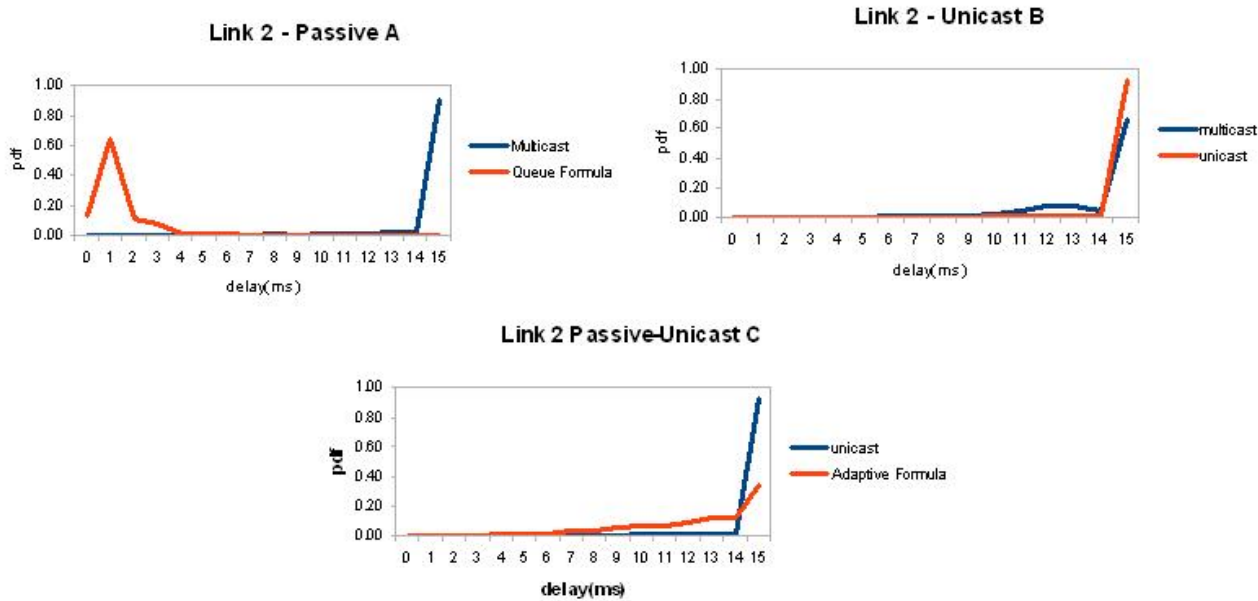 Link 2 - Passive A
1.00
0.80
0.60
0.40
0.20
0.00
pdf
0 1 2 3 4 5 6 7 8 9 10 11 12 13 14 15
delay(ms)
Multicast
Queue Formula
Link 2 - Unicast B
1.00
0.80
0.60
0.40
0.20
0.00
pdf
0 1 2 3 4 5 6 7 8 9 10 11 12 13 14 15
delay(ms)
multicast
unicast
Link 2 Passive-Unicast C
1.00
0.80
0.60
0.40
0.20
0.00
pdf
0 1 2 3 4 5 6 7 8 9 10 11 12 13 14 15
delay(ms)
unicast
Adaptive Formula